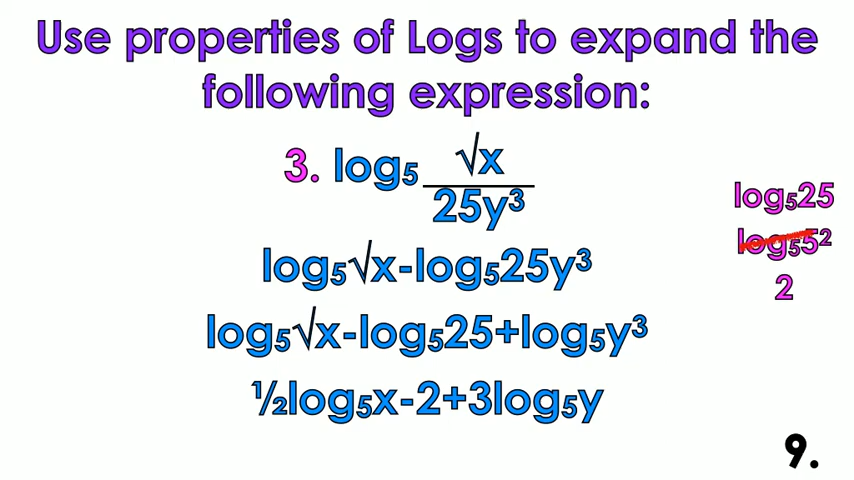 Use properties of Logs to expand the
following expression:
3. log₅ √x
25y³
log₅25
log₅√x-log₅25y³
log₅5²
2
log₅√x-log₅25+log₅y³
½log₅x-2+3log₅y
9.